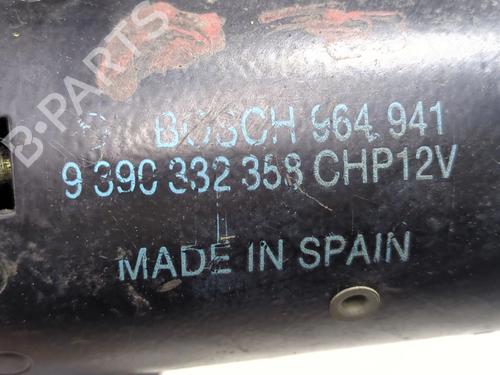 B-PARTS
BOSCH 964.941
9 390 332 358 CHP12V
L
MADE IN SPAIN